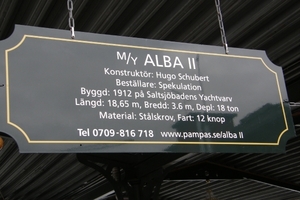 M/Y ALBA II
Konstruktör: Hugo Schubert
Beställare: Spekulation
Byggd: 1912 på Saltsjöbadens Yachtvarv
Längd: 18,65 m, Bredd: 3.6 m, Depl: 18 ton
Material: Stålskrov, Fart: 12 knop
Tel 0709-816 718 www.pampas.se/alba II